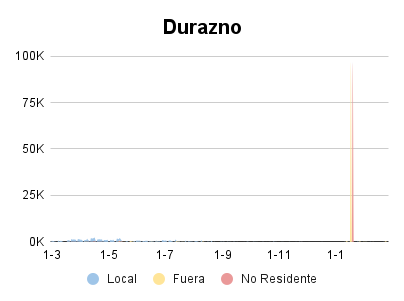 Durazno
100K
75K
50K
25K
0K
1-3 1-5 1-7 1-9 1-11 1-1
Local Fuera No Residente